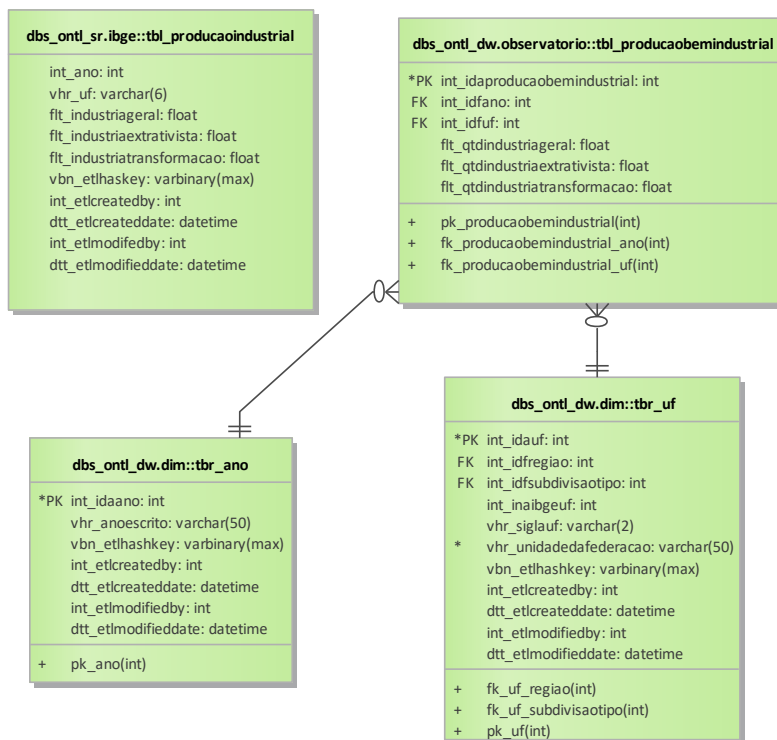 dbs_ontl_sr.ibge::tbl_producaoindustrial
int_ano: int
vhr_uf: varchar(6)
flt_industriageral: float
flt_industriaextrativista: float
flt_industriatransformacao: float
vbn_etlhaskey: varbinary(max)
int_etlcreatedby: int
dtt_etlcreateddate: datetime
int_etlmodifedby: int
dtt_etlmodifieddate: datetime
dbs_ontl_dw.observatorio::tbl_producaobemindustrial
*PK int_idaproducaobemindustrial: int
FK int_idfano: int
FK int_idfuf: int
flt_qtdindustriageral: float
flt_qtdindustriaextrativista: float
flt_qtdindustriatransformacao: float
+ pk_producaobemindustrial(int)
+ fk_producaobemindustrial_ano(int)
+ fk_producaobemindustrial_uf(int)
dbs_ontl_dw.dim::tbr_ano
*PK int_idaano: int
vhr_anoescrito: varchar(50)
vbn_etlhashkey: varbinary(max)
int_etlcreatedby: int
dtt_etlcreateddate: datetime
int_etlmodifiedby: int
dtt_etlmodifieddate: datetime
+ pk_ano(int)
dbs_ontl_dw.dim::tbr_uf
*PK int_idauf: int
FK int_idfregiao: int
FK int_idfsubdivisaotipo: int
int_inaibgeuf: int
vhr_siglauf: varchar(2)
* vhr_unidadedafederacao: varchar(50)
vbn_etlhashkey: varbinary(max)
int_etlcreatedby: int
dtt_etlcreateddate: datetime
int_etlmodifiedby: int
dtt_etlmodifieddate: datetime
+ fk_uf_regiao(int)
+ fk_uf_subdivisaotipo(int)
+ pk_uf(int)